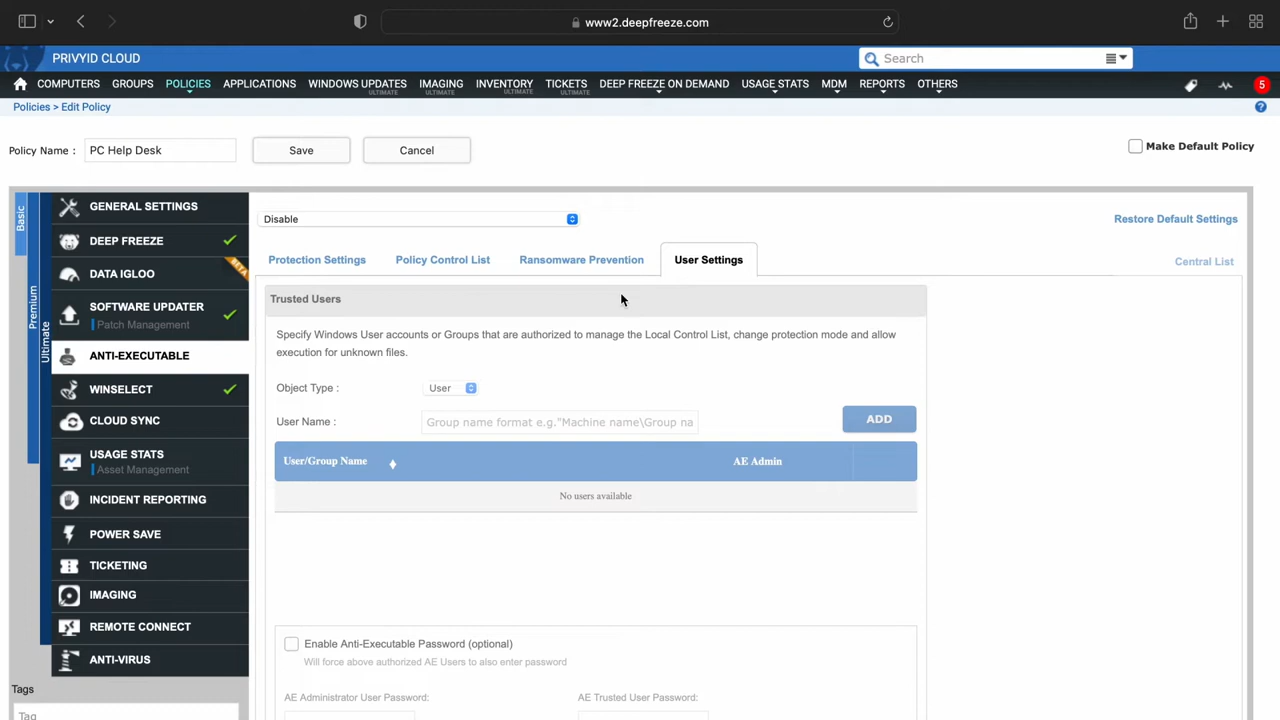 www2.deepfreeze.com
PRIVYID CLOUD
Search
COMPUTERS GROUPS POLICIES APPLICATIONS WINDOWS UPDATES IMAGING INVENTORY TICKETS DEEP FREEZE ON DEMAND USAGE STATS MDM REPORTS OTHERS 5
ULTIMATE ULTIMATE ULTIMATE ULTIMATE
Policies > Edit Policy ?
Policy Name : PC Help Desk Save Cancel Make Default Policy
Basic
Premium
Ultimate
GENERAL SETTINGS
DEEP FREEZE
DATA IGLOO
BETA
SOFTWARE UPDATER
Patch Management
ANTI-EXECUTABLE
WINSELECT
CLOUD SYNC
USAGE STATS
Asset Management
INCIDENT REPORTING
POWER SAVE
TICKETING
IMAGING
REMOTE CONNECT
ANTI-VIRUS
Tags
Tag
Disable Restore Default Settings
Protection Settings Policy Control List Ransomware Prevention User Settings Central List
Trusted Users
Specify Windows User accounts or Groups that are authorized to manage the Local Control List, change protection mode and allow
execution for unknown files.
Object Type : User
User Name : Group name format e.g."Machine name\Group na ADD
User/Group Name AE Admin
No users available
Enable Anti-Executable Password (optional)
Will force above authorized AE Users to also enter password
AE Administrator User Password: AE Trusted User Password: